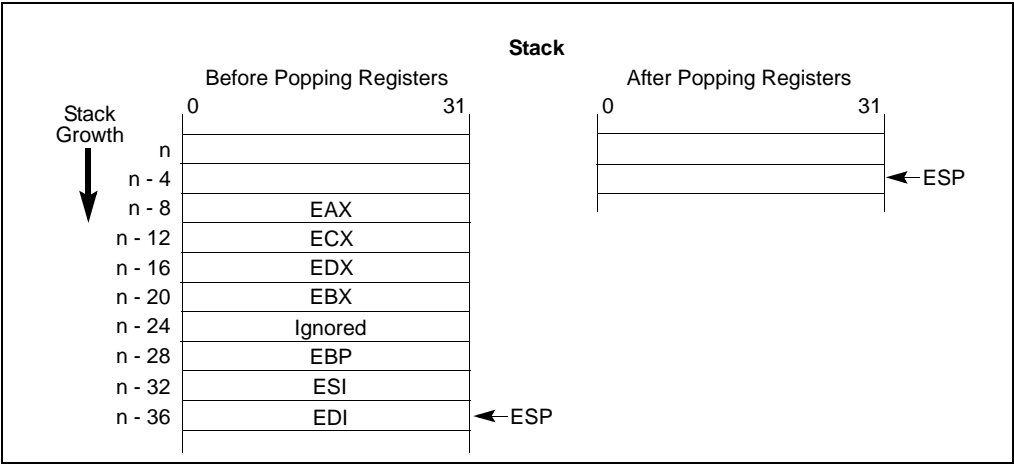 Stack
Before Popping Registers After Popping Registers
0 31 0 31
Stack
Growth
n
n - 4 ESP
n - 8 EAX
n - 12 ECX
n - 16 EDX
n - 20 EBX
n - 24 Ignored
n - 28 EBP
n - 32 ESI
n - 36 EDI ESP